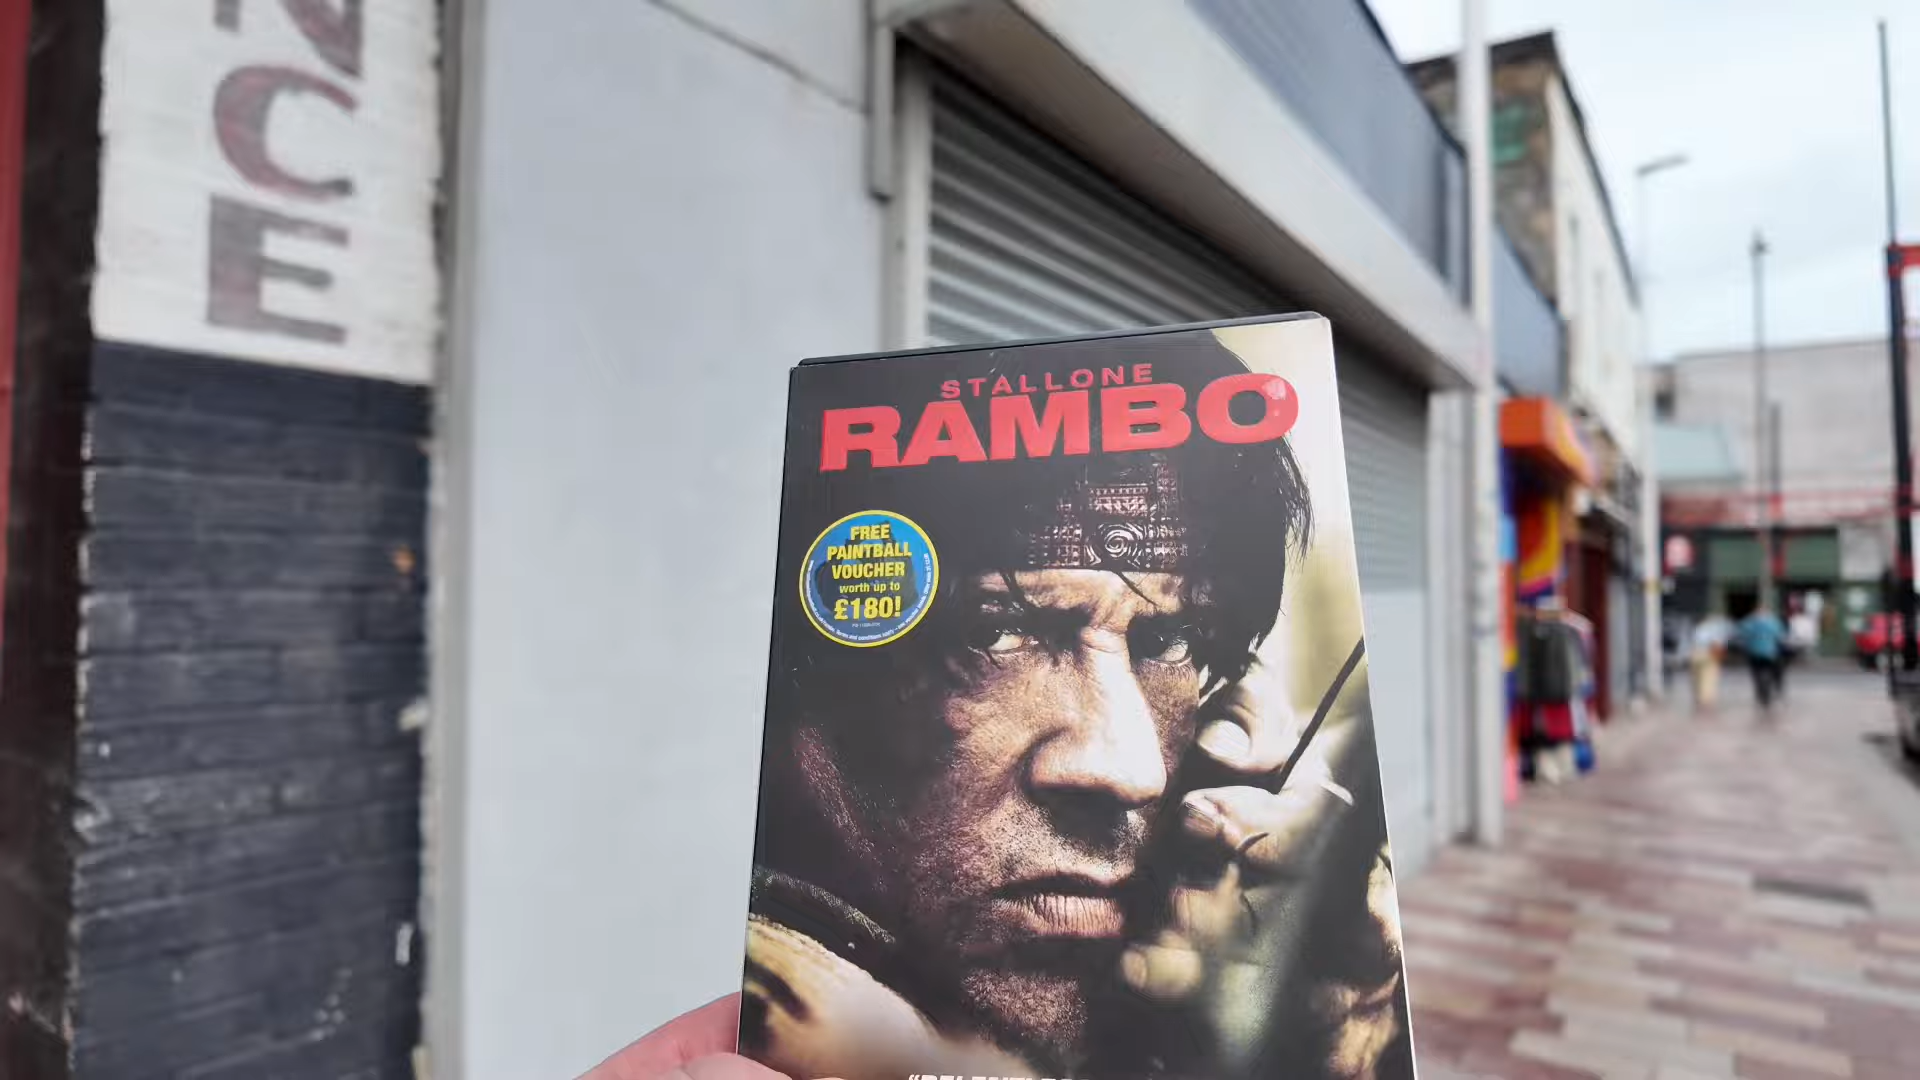 NCE
STALLONE
RAMBO
FREE
PAINTBALL
VOUCHER
worth up to
£180!